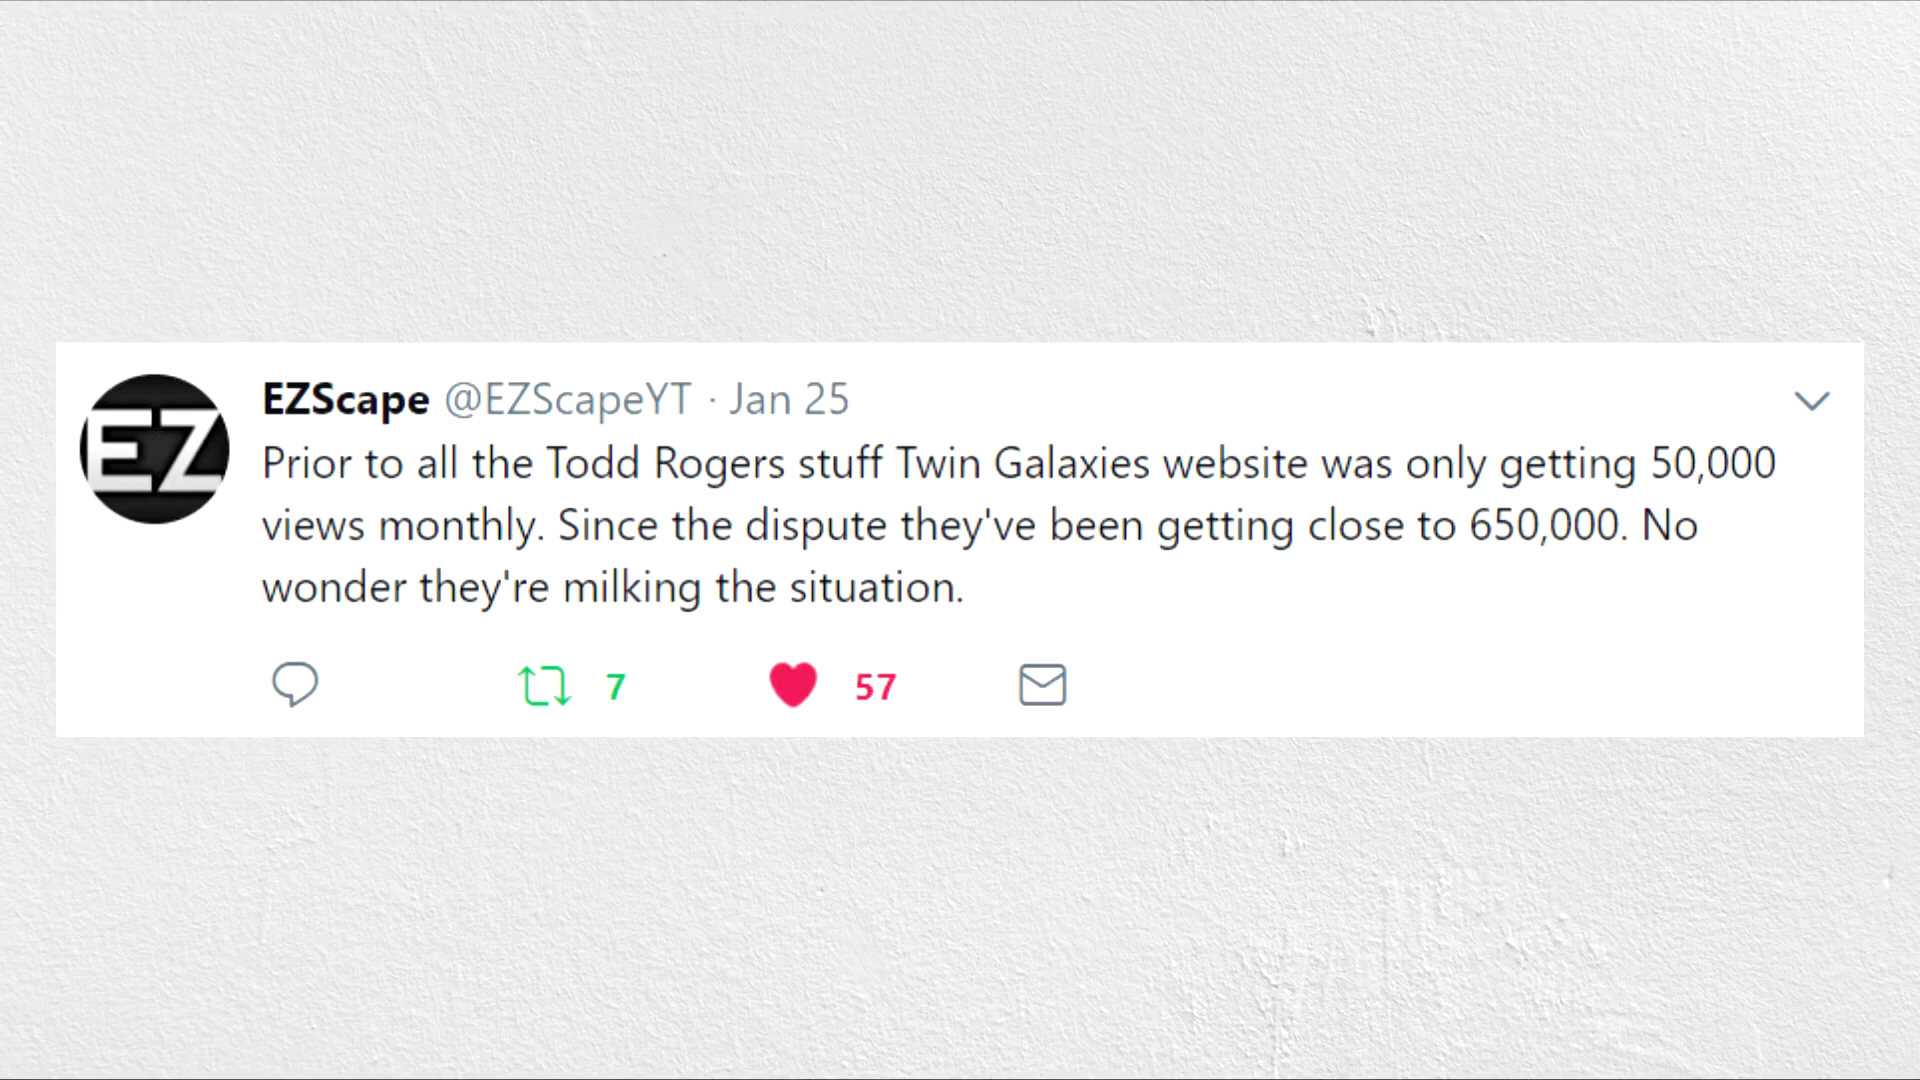 EZ
EZScape @EZScapeYT · Jan 25
Prior to all the Todd Rogers stuff Twin Galaxies website was only getting 50,000
views monthly. Since the dispute they've been getting close to 650,000. No
wonder they're milking the situation.
7 57